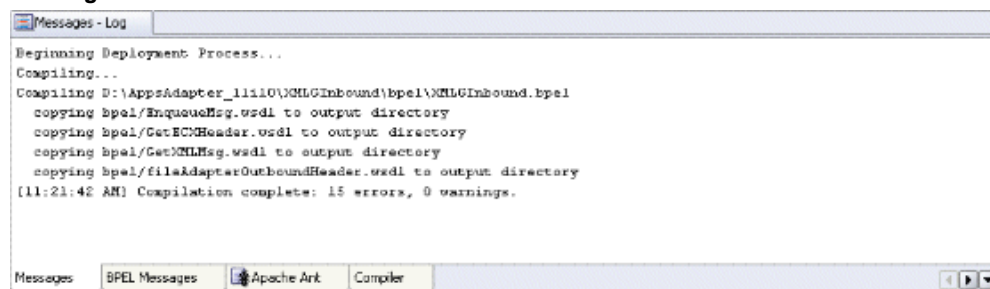 Messages - Log
Beginning Deployment Process...
Compiling...
Compiling D:\AppsAdapter_11i10\XMLGInbound\bpel\XMLGInbound.bpel
copying bpel/EnqueueMsg.wsdl to output directory
copying bpel/GetECXHeader.wsdl to output directory
copying bpel/GetXMLMsg.wsdl to output directory
copying bpel/fileAdapterOutboundHeader.wsdl to output directory
[11:21:42 AM] Compilation complete: 15 errors, 0 warnings.
Messages BPEL Messages Apache Ant Compiler